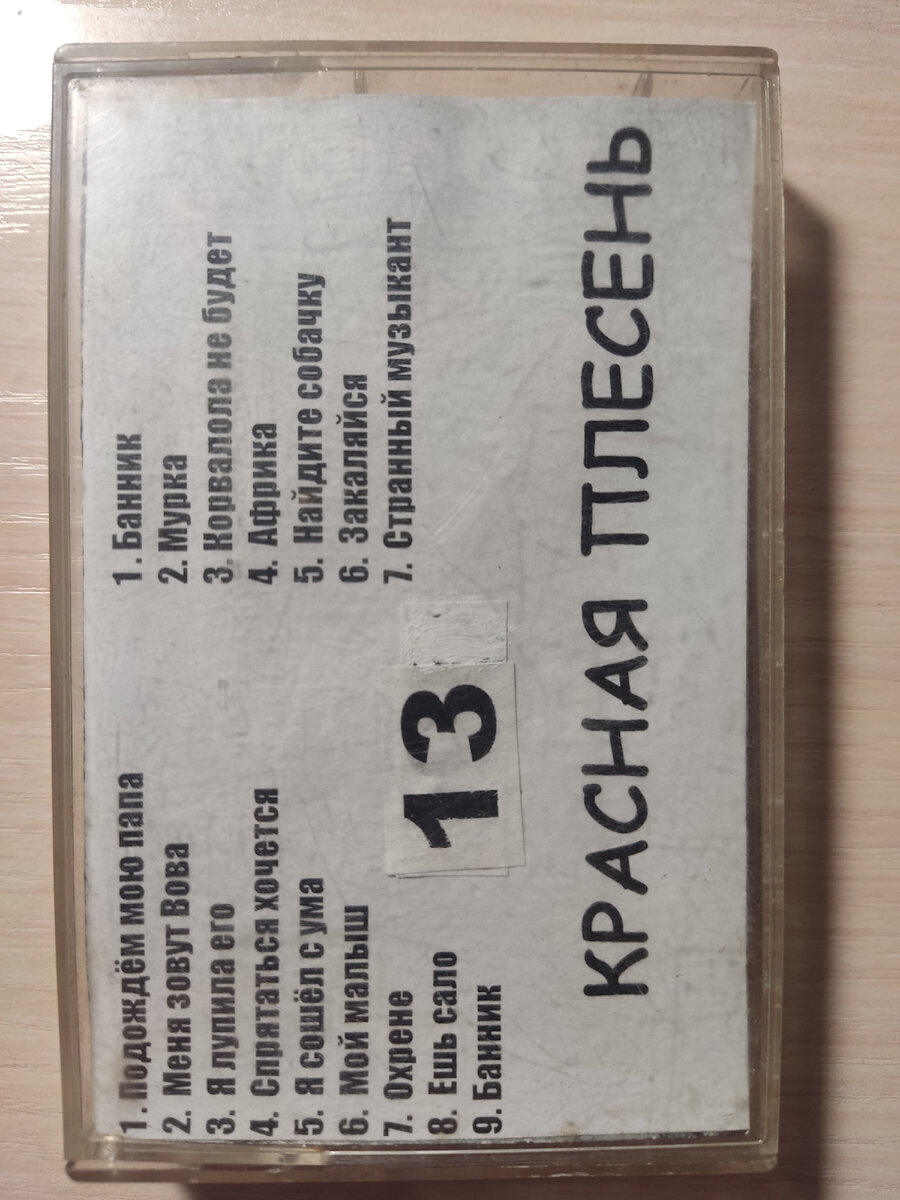 1. Подождём мою папа
2. Меня зовут Вова
3. Я лупила его
4. Спрятаться хочется
5. Я сошёл с ума
6. Мой малыш
7. Охрене
8. Ешь сало
9. Банник
1. Банник
2. Мурка
3. Корвалола не будет
4. Африка
5. Найдите собачку
6. Закаляйся
7. Странный музыкант
13
КРАСНАЯ ПЛЕСЕНЬ